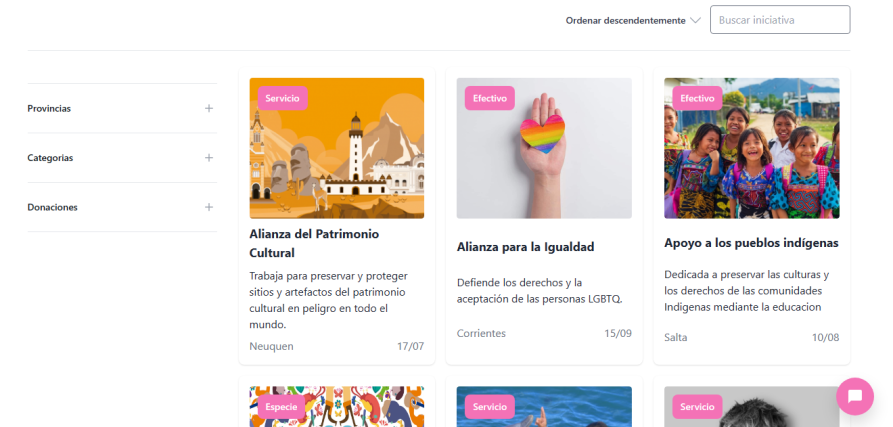 Ordenar descendentemente
Buscar iniciativa
Provincias
Categorias
Donaciones
Servicio
Alianza del Patrimonio
Cultural
Trabaja para preservar y proteger
sitios y artefactos del patrimonio
cultural en peligro en todo el
mundo.
Neuquen 17/07
Efectivo
Alianza para la Igualdad
Defiende los derechos y la
aceptación de las personas LGBTQ.
Corrientes 15/09
Efectivo
Apoyo a los pueblos indígenas
Dedicada a preservar las culturas y
los derechos de las comunidades
Indigenas mediante la educacion
Salta 10/08
Especie
Servicio
Servicio